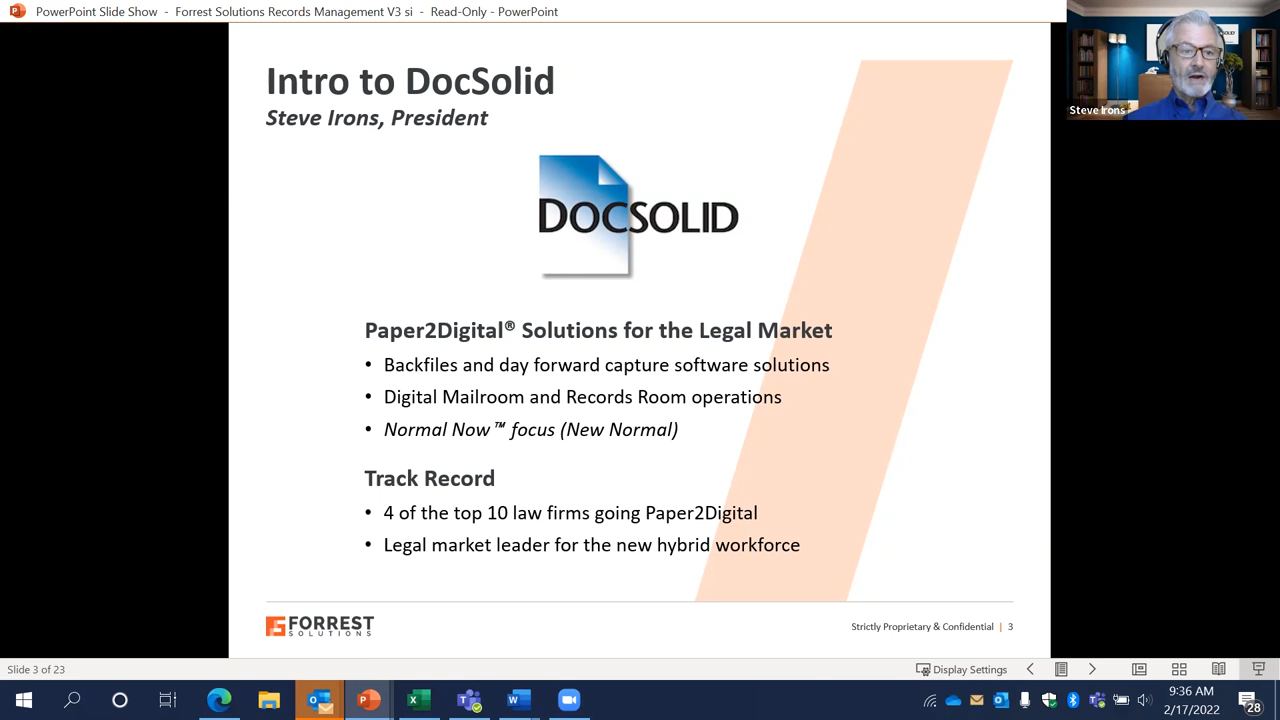 PowerPoint Slide Show - Forrest Solutions Records Management V3 si - Read-Only - PowerPoint
Intro to DocSolid
Steve Irons, President
Steve Irons
DOCSOLID
Paper2Digital® Solutions for the Legal Market
• Backfiles and day forward capture software solutions
• Digital Mailroom and Records Room operations
• Normal Now™ focus (New Normal)
Track Record
• 4 of the top 10 law firms going Paper2Digital
• Legal market leader for the new hybrid workforce
FORREST
SOLUTIONS
Strictly Proprietary & Confidential | 3
Slide 3 of 23
Display Settings
9:36 AM
2/17/2022
28